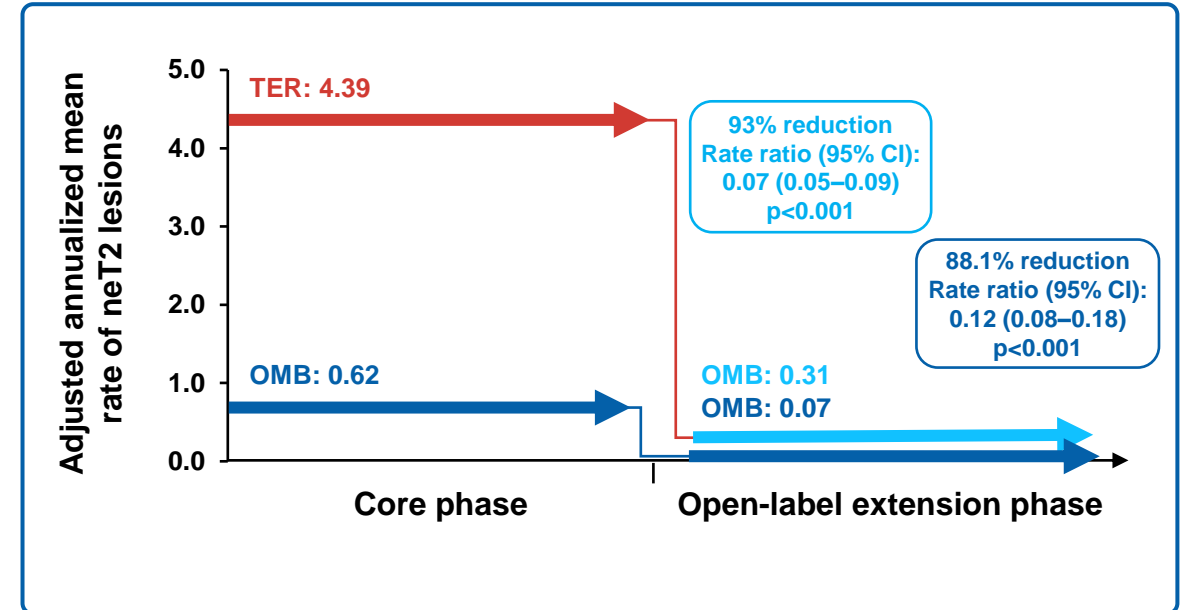 Adjusted annualized mean
rate of neT2 lesions
5.0
4.0
3.0
2.0
1.0
0.0
TER: 4.39
93% reduction
Rate ratio (95% CI):
0.07 (0.05–0.09)
p<0.001
88.1% reduction
Rate ratio (95% CI):
0.12 (0.08–0.18)
p<0.001
OMB: 0.62
OMB: 0.31
OMB: 0.07
Core phase
Open-label extension phase